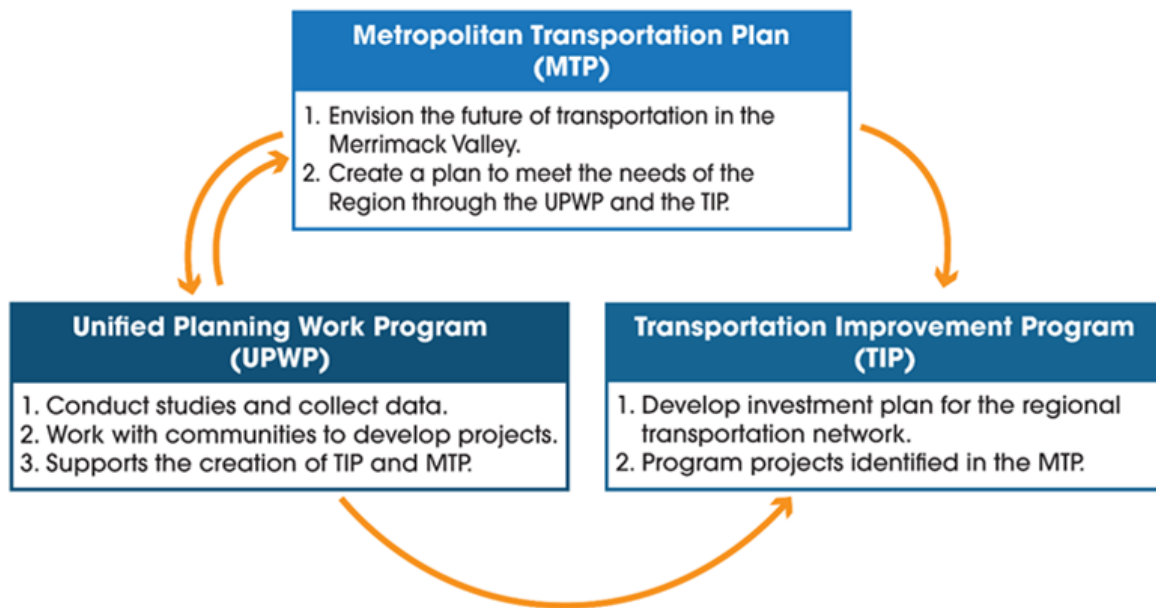 Metropolitan Transportation Plan
(MTP)
1. Envision the future of transportation in the
Merrimack Valley.
2. Create a plan to meet the needs of the
Region through the UPWP and the TIP.
Unified Planning Work Program
(UPWP)
1. Conduct studies and collect data.
2. Work with communities to develop projects.
3. Supports the creation of TIP and MTP.
Transportation Improvement Program
(TIP)
1. Develop investment plan for the regional
transportation network.
2. Program projects identified in the MTP.